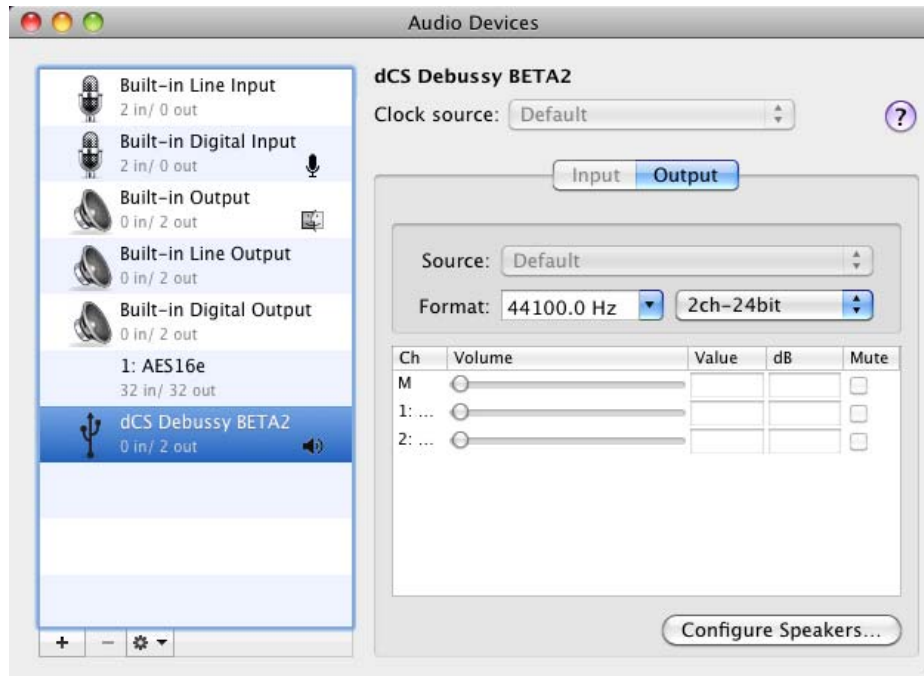 Audio Devices
Built-in Line Input
2 in/ 0 out
Built-in Digital Input
2 in/ 0 out
Built-in Output
0 in/ 2 out
Built-in Line Output
0 in/ 2 out
Built-in Digital Output
0 in/ 2 out
1: AES16e
32 in/ 32 out
dCS Debussy BETA2
0 in/ 2 out
+ −
dCS Debussy BETA2
Clock source: Default
?
Input Output
Source: Default
Format: 44100.0 Hz 2ch-24bit
Ch Volume Value dB Mute
M
1: ...
2: ...
Configure Speakers...